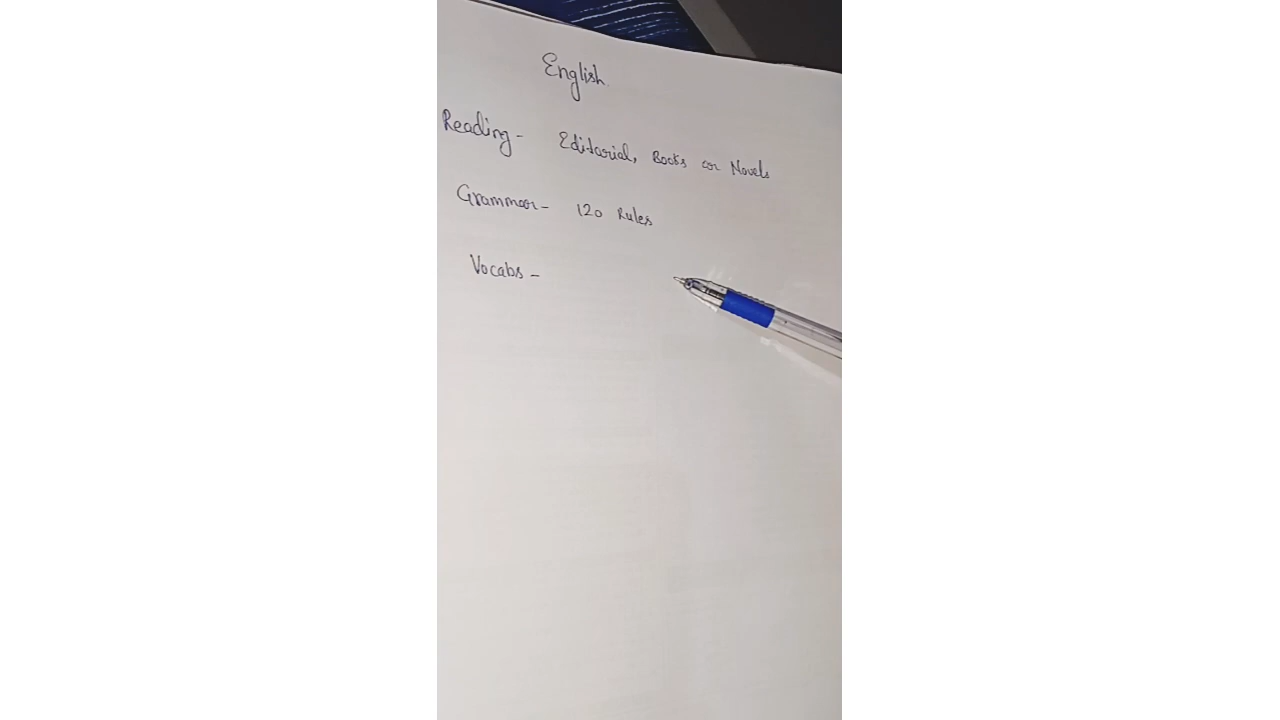 English
Reading - Editorial, Books or Novels
Grammar - 120 Rules
Vocabs -